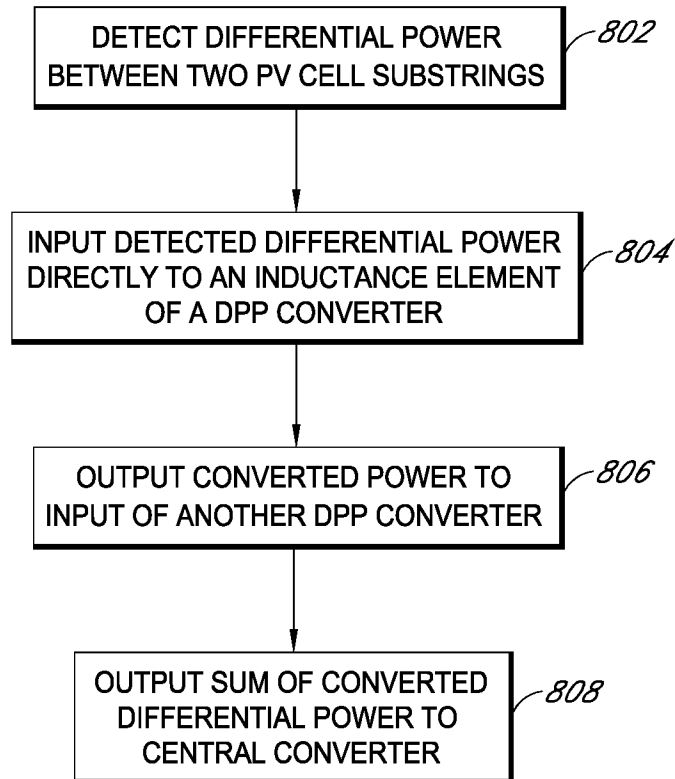 DETECT DIFFERENTIAL POWER
BETWEEN TWO PV CELL SUBSTRINGS
802
INPUT DETECTED DIFFERENTIAL POWER
DIRECTLY TO AN INDUCTANCE ELEMENT
OF A DPP CONVERTER
804
OUTPUT CONVERTED POWER TO
INPUT OF ANOTHER DPP CONVERTER
806
OUTPUT SUM OF CONVERTED
DIFFERENTIAL POWER TO
CENTRAL CONVERTER
808